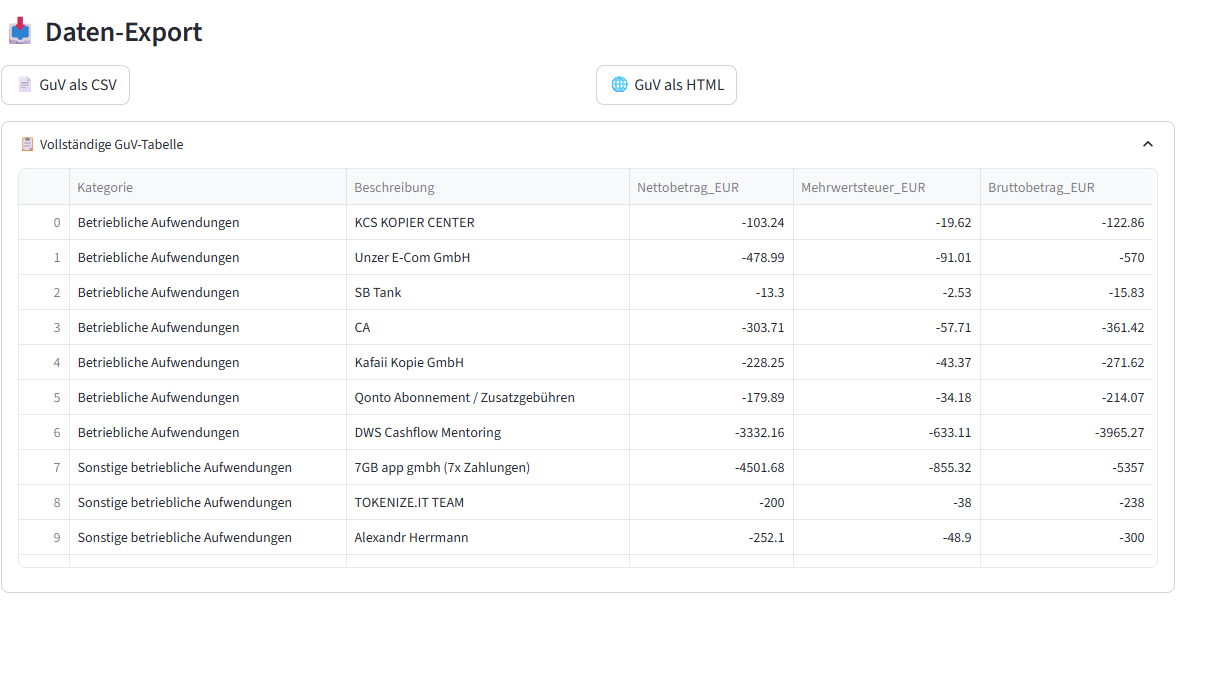 Daten-Export
GuV als CSV
GuV als HTML
Vollständige GuV-Tabelle
Kategorie Beschreibung Nettobetrag_EUR Mehrwertsteuer_EUR Bruttobetrag_EUR
0 Betriebliche Aufwendungen KCS KOPIER CENTER -103.24 -19.62 -122.86
1 Betriebliche Aufwendungen Unzer E-Com GmbH -478.99 -91.01 -570
2 Betriebliche Aufwendungen SB Tank -13.3 -2.53 -15.83
3 Betriebliche Aufwendungen CA -303.71 -57.71 -361.42
4 Betriebliche Aufwendungen Kafaii Kopie GmbH -228.25 -43.37 -271.62
5 Betriebliche Aufwendungen Qonto Abonnement / Zusatzgebühren -179.89 -34.18 -214.07
6 Betriebliche Aufwendungen DWS Cashflow Mentoring -3332.16 -633.11 -3965.27
7 Sonstige betriebliche Aufwendungen 7GB app gmbh (7x Zahlungen) -4501.68 -855.32 -5357
8 Sonstige betriebliche Aufwendungen TOKENIZE.IT TEAM -200 -38 -238
9 Sonstige betriebliche Aufwendungen Alexandr Herrmann -252.1 -48.9 -300